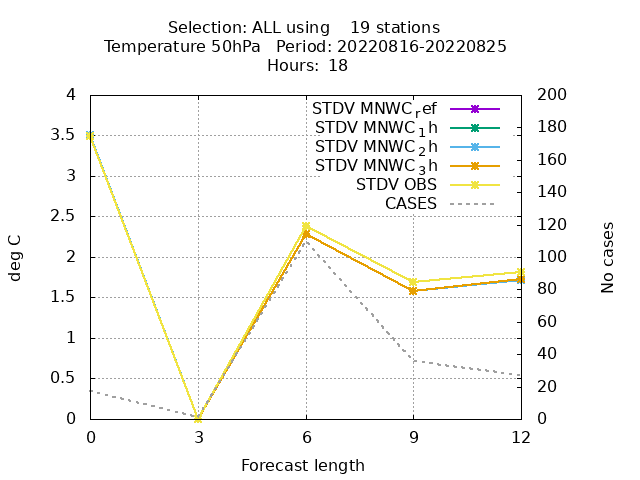 Selection: ALL using    19 stations
Temperature 50hPa   Period: 20220816-20220825
Hours:  18
4
3.5
3
2.5
2
1.5
1
0.5
0
200
180
160
140
120
100
80
60
40
20
0
STDV MNWC_ref
STDV MNWC_1h
STDV MNWC_2h
STDV MNWC_3h
STDV OBS
CASES
deg C
No cases
0 3 6 9 12
Forecast length